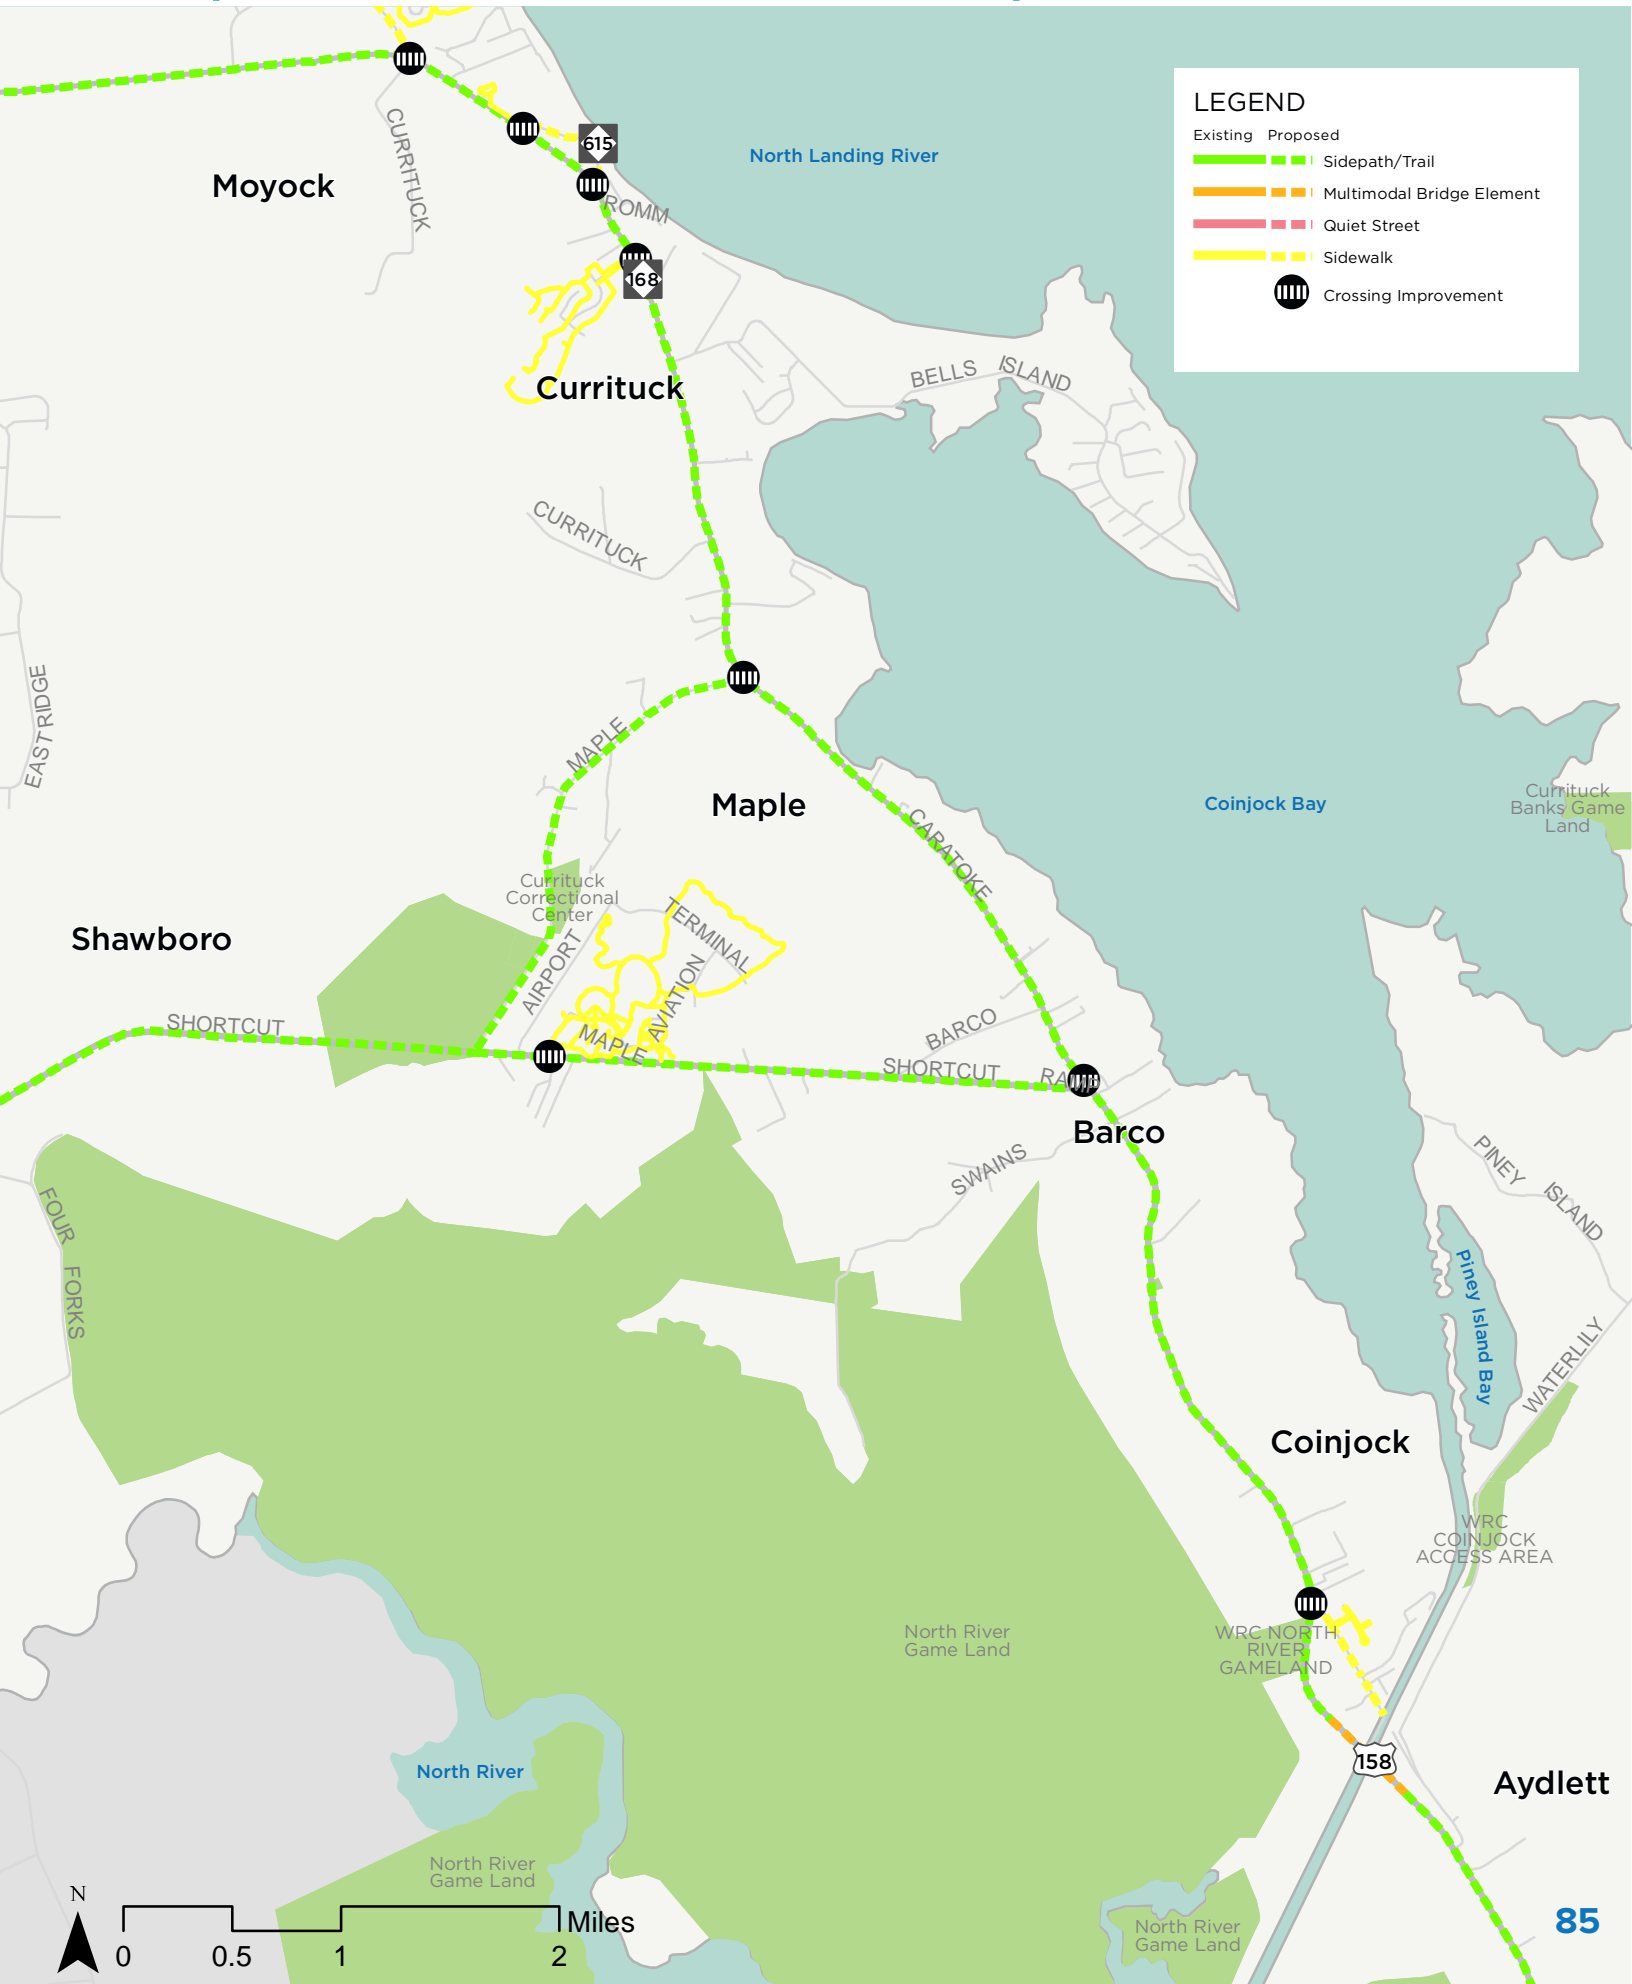 LEGEND
Existing Proposed
Sidepath/Trail
Multimodal Bridge Element
Quiet Street
Sidewalk
Crossing Improvement
615
North Landing River
CURRITUCK
Moyock
ROMM
168
Currituck
BELLS ISLAND
CURRITUCK
EASTRIDGE
MAPLE
Maple
Coinjock Bay
Currituck
Banks Game
Land
CARATOKE
Currituck
Correctional
Center
TERMINAL
Shawboro
AIRPORT
AVIATION
SHORTCUT
MAPLE
BARCO
SHORTCUT
RAMP
Barco
SWAINS
PINEY ISLAND
FOUR FORKS
Piney Island Bay
WATERLILY
Coinjock
WRC
COINJOCK
ACCESS AREA
North River
Game Land
WRC NORTH
RIVER
GAMELAND
158
North River
Aydlett
North River
Game Land
North River
Game Land
N
Miles
0 0.5 1 2
85